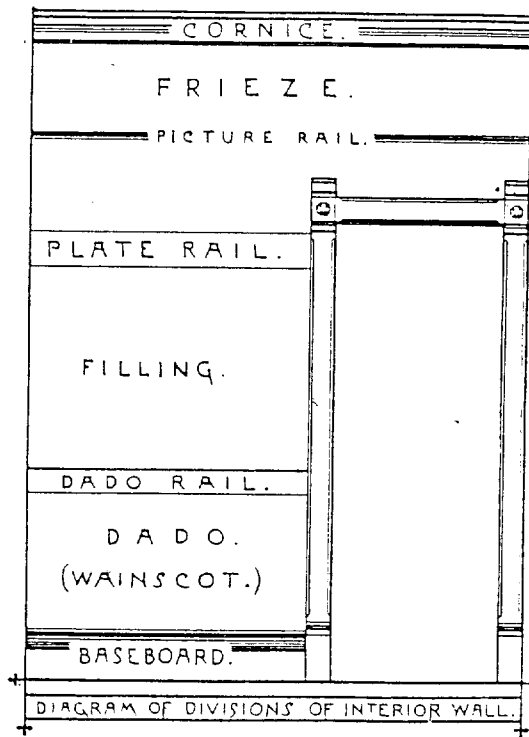 CORNICE.
FRIEZE.
PICTURE RAIL.
PLATE RAIL.
FILLING.
DADO RAIL.
DADO.
(WAINSCOT.)
BASEBOARD.
DIAGRAM OF DIVISIONS OF INTERIOR WALL.